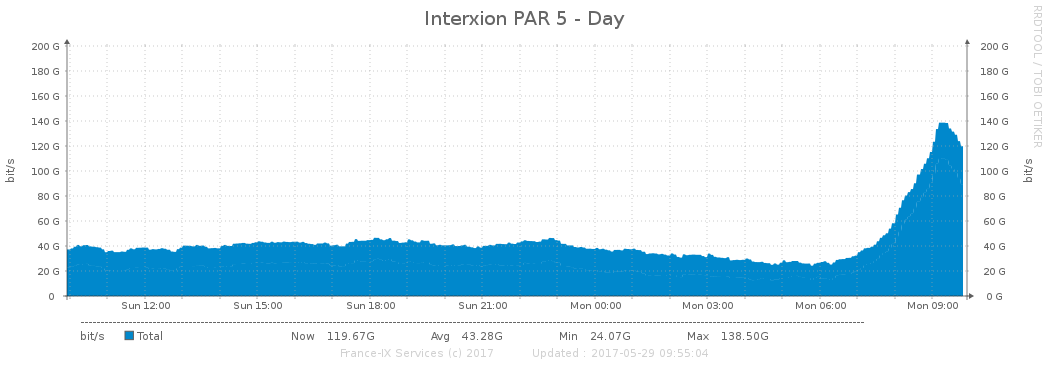 Interxion PAR 5 - Day
RRDTOOL / TOBI OETIKER
bit/s
200 G 200 G
180 G 180 G
160 G 160 G
140 G 140 G
120 G 120 G
100 G 100 G
80 G 80 G
60 G 60 G
40 G 40 G
20 G 20 G
0 0 G
bit/s
Sun 12:00 Sun 15:00 Sun 18:00 Sun 21:00 Mon 00:00 Mon 03:00 Mon 06:00 Mon 09:00
bit/s Total Now 119.67G Avg 43.28G Min 24.07G Max 138.50G
France-IX Services (c) 2017 Updated : 2017-05-29 09:55:04